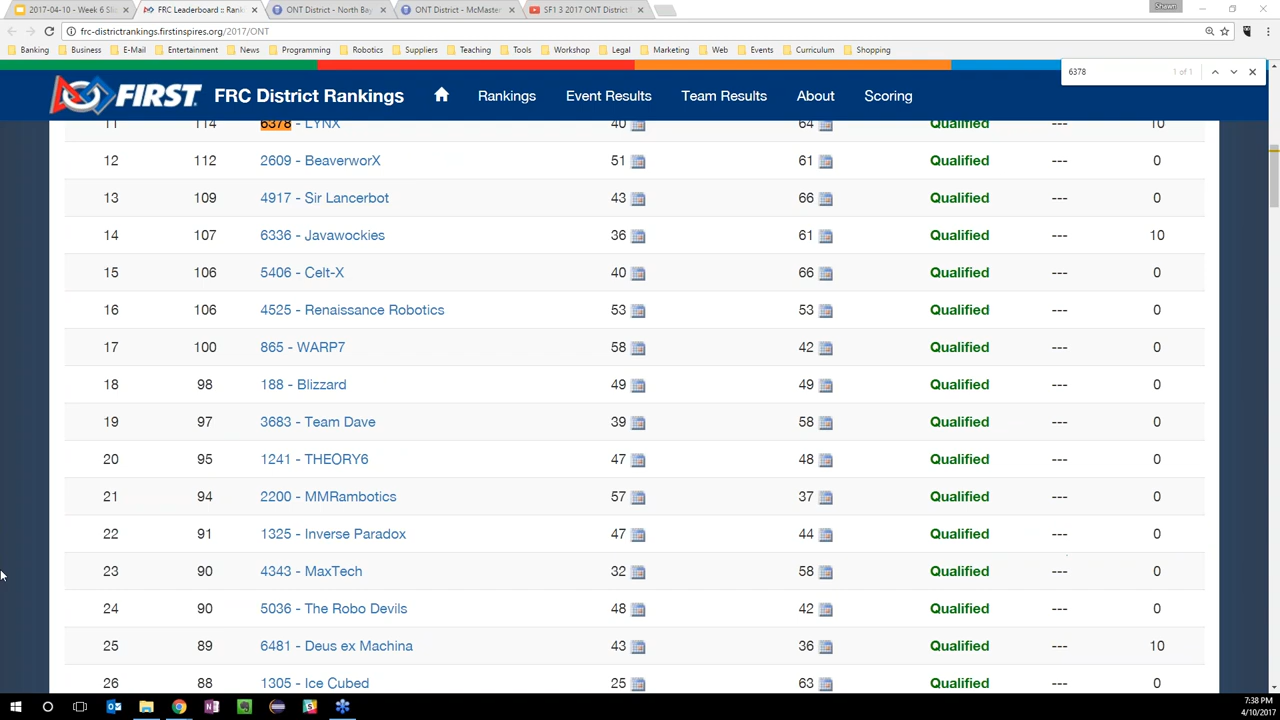 Shawn
2017-04-10 - Week 6 Sli
FRC Leaderboard :: Rank
ONT District - North Bay
ONT District - McMaster
SF1 3 2017 ONT District
frc-districtrankings.firstinspires.org/2017/ONT
Banking Business E-Mail Entertainment News Programming Robotics Suppliers Teaching Tools Workshop Legal Marketing Web Events Curriculum Shopping
6378 1 of 1
FIRST FRC District Rankings Rankings Event Results Team Results About Scoring
11 114 6378 - LYNX 40 64 Qualified --- 10
12 112 2609 - BeaverworX 51 61 Qualified --- 0
13 109 4917 - Sir Lancerbot 43 66 Qualified --- 0
14 107 6336 - Javawockies 36 61 Qualified --- 10
15 106 5406 - Celt-X 40 66 Qualified --- 0
16 106 4525 - Renaissance Robotics 53 53 Qualified --- 0
17 100 865 - WARP7 58 42 Qualified --- 0
18 98 188 - Blizzard 49 49 Qualified --- 0
19 97 3683 - Team Dave 39 58 Qualified --- 0
20 95 1241 - THEORY6 47 48 Qualified --- 0
21 94 2200 - MMRambotics 57 37 Qualified --- 0
22 91 1325 - Inverse Paradox 47 44 Qualified --- 0
23 90 4343 - MaxTech 32 58 Qualified --- 0
24 90 5036 - The Robo Devils 48 42 Qualified --- 0
25 89 6481 - Deus ex Machina 43 36 Qualified --- 10
26 88 1305 - Ice Cubed 25 63 Qualified --- 0
7:38 PM
4/10/2017